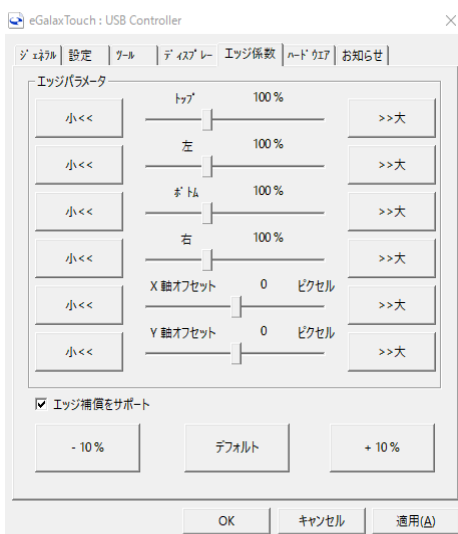 eGalaxTouch : USB Controller
ジェネラル 設定 ツール ディスプレー エッジ係数 ハードウエア お知らせ
エッジパラメータ
小<< トップ 100 % >>大
小<< 左 100 % >>大
小<< ボトム 100 % >>大
小<< 右 100 % >>大
小<< X 軸オフセット 0 ピクセル >>大
小<< Y 軸オフセット 0 ピクセル >>大
エッジ補償をサポート
- 10 % デフォルト + 10 %
OK キャンセル 適用(A)